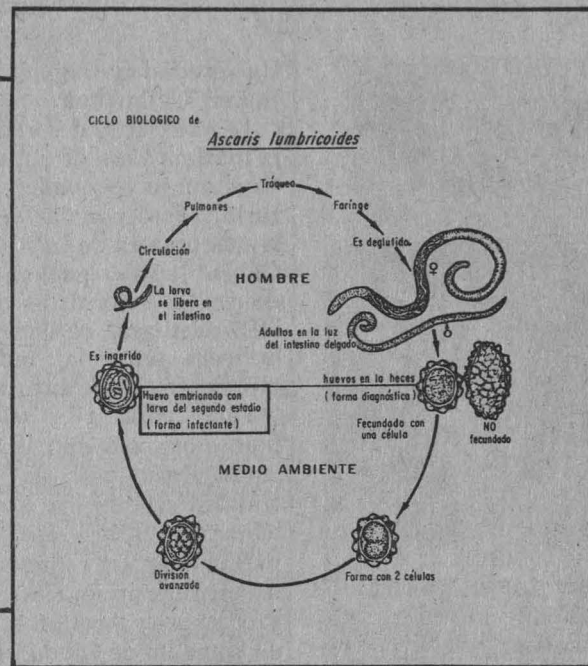 CICLO BIOLOGICO de
Ascaris lumbricoides
Tráquea
Pulmones
Faringe
Circulación
Es deglutido
♀
HOMBRE
La larva
se libera en
el intestino
Adultos en la luz
del intestino delgado
♂
Es ingerido
huevos en la heces
(forma diagnóstica)
Huevo embrionado con
larva del segundo estadio
(forma infectante)
Fecundado con
una célula
NO
fecundado
MEDIO AMBIENTE
División
avanzada
Forma con 2 células